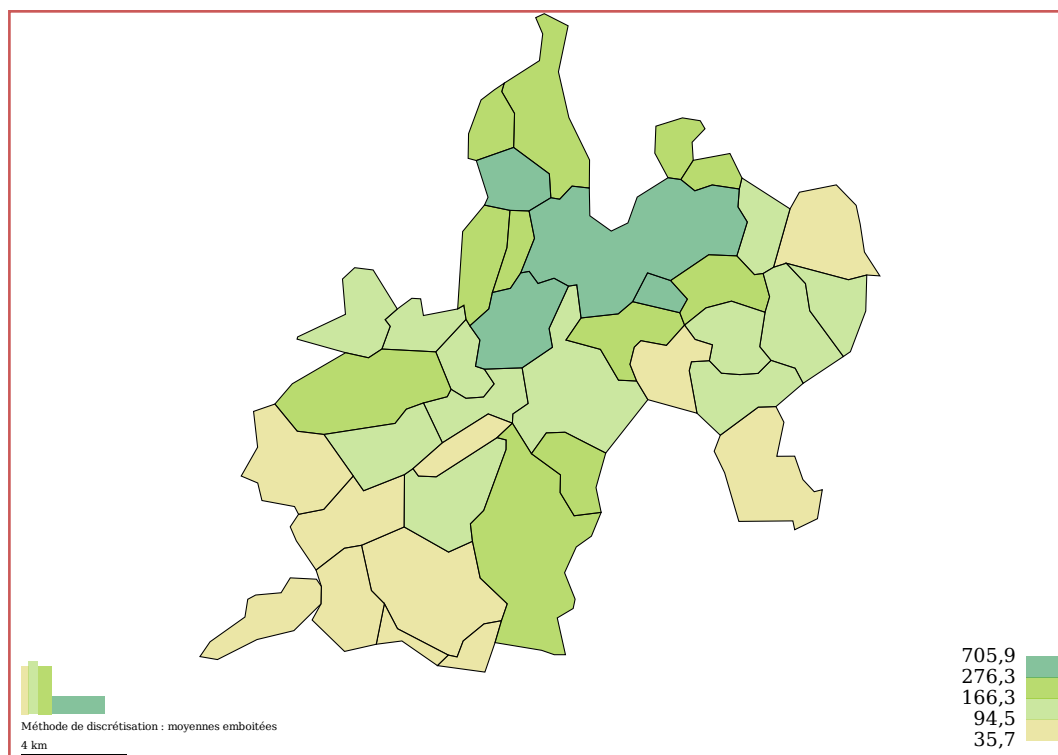 705,9
276,3
166,3
94,5
35,7
Méthode de discrétisation : moyennes emboitées
4 km